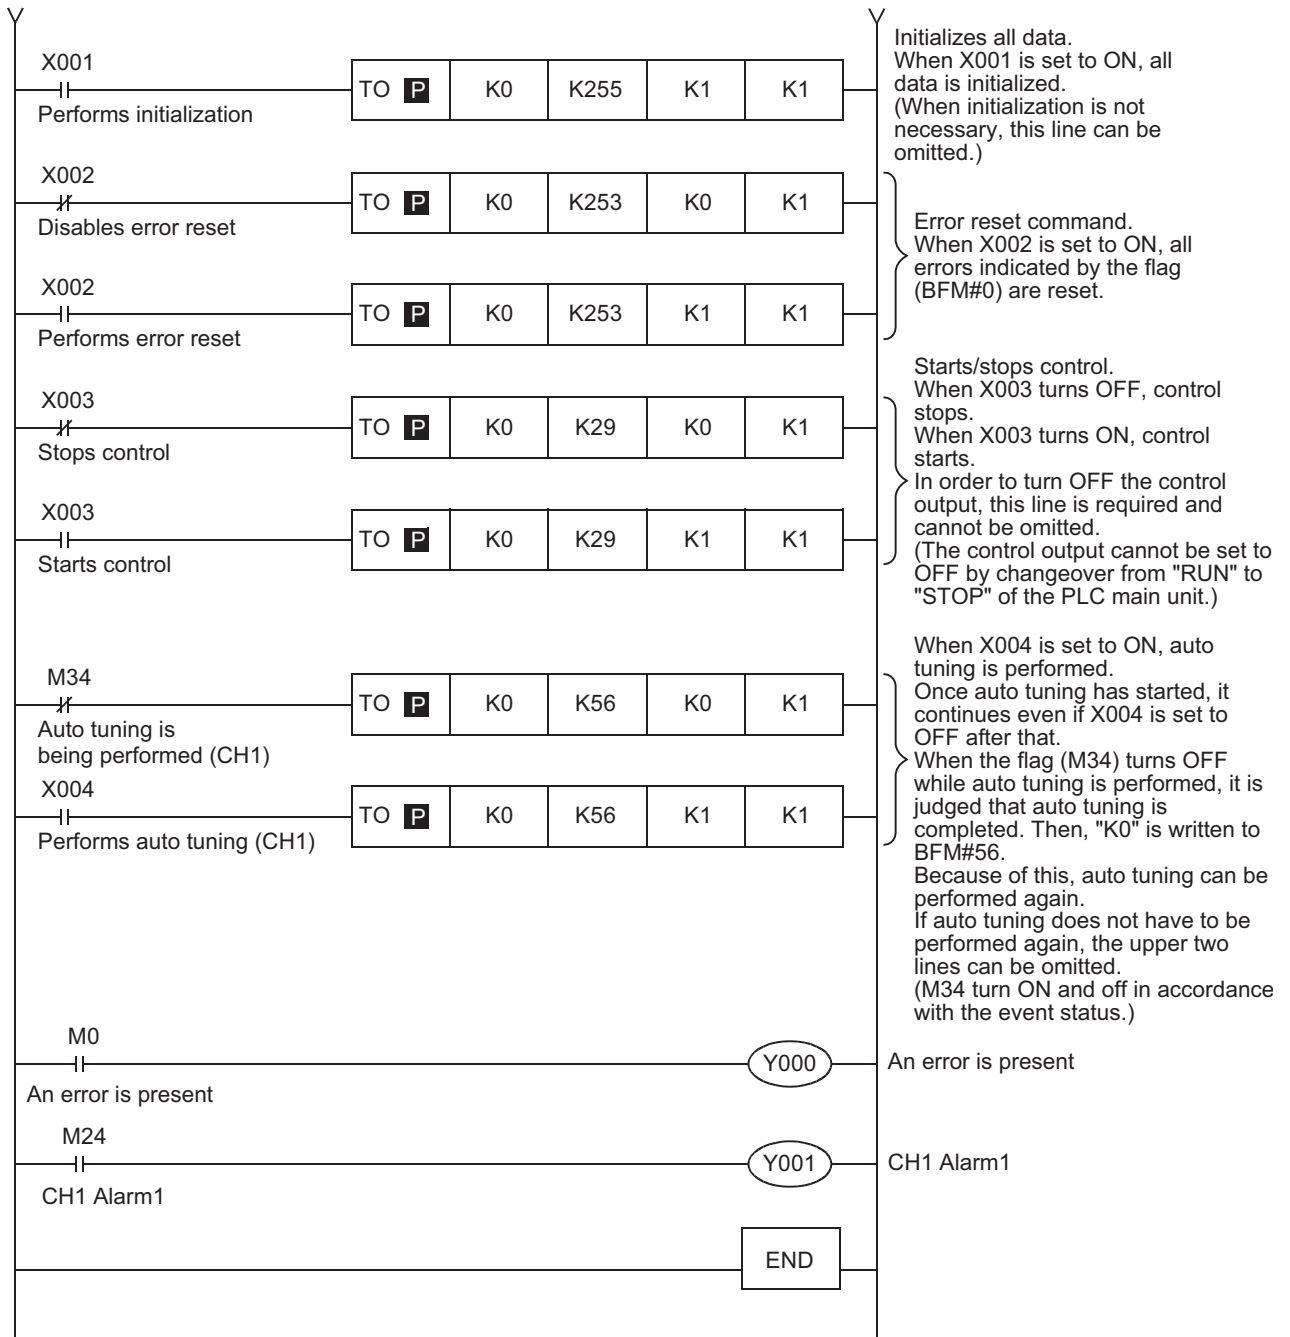 X001
TO P K0 K255 K1 K1
Performs initialization
Initializes all data.
When X001 is set to ON, all
data is initialized.
(When initialization is not
necessary, this line can be
omitted.)
X002
TO P K0 K253 K0 K1
Disables error reset
X002
TO P K0 K253 K1 K1
Performs error reset
Error reset command.
When X002 is set to ON, all
errors indicated by the flag
(BFM#0) are reset.
X003
TO P K0 K29 K0 K1
Stops control
X003
TO P K0 K29 K1 K1
Starts control
Starts/stops control.
When X003 turns OFF, control
stops.
When X003 turns ON, control
starts.
In order to turn OFF the control
output, this line is required and
cannot be omitted.
(The control output cannot be set to
OFF by changeover from "RUN" to
"STOP" of the PLC main unit.)
M34
TO P K0 K56 K0 K1
Auto tuning is
being performed (CH1)
X004
TO P K0 K56 K1 K1
Performs auto tuning (CH1)
When X004 is set to ON, auto
tuning is performed.
Once auto tuning has started, it
continues even if X004 is set to
OFF after that.
When the flag (M34) turns OFF
while auto tuning is performed, it is
judged that auto tuning is
completed. Then, "K0" is written to
BFM#56.
Because of this, auto tuning can be
performed again.
If auto tuning does not have to be
performed again, the upper two
lines can be omitted.
(M34 turn ON and off in accordance
with the event status.)
M0
Y000
An error is present
An error is present
M24
Y001
CH1 Alarm1
CH1 Alarm1
END